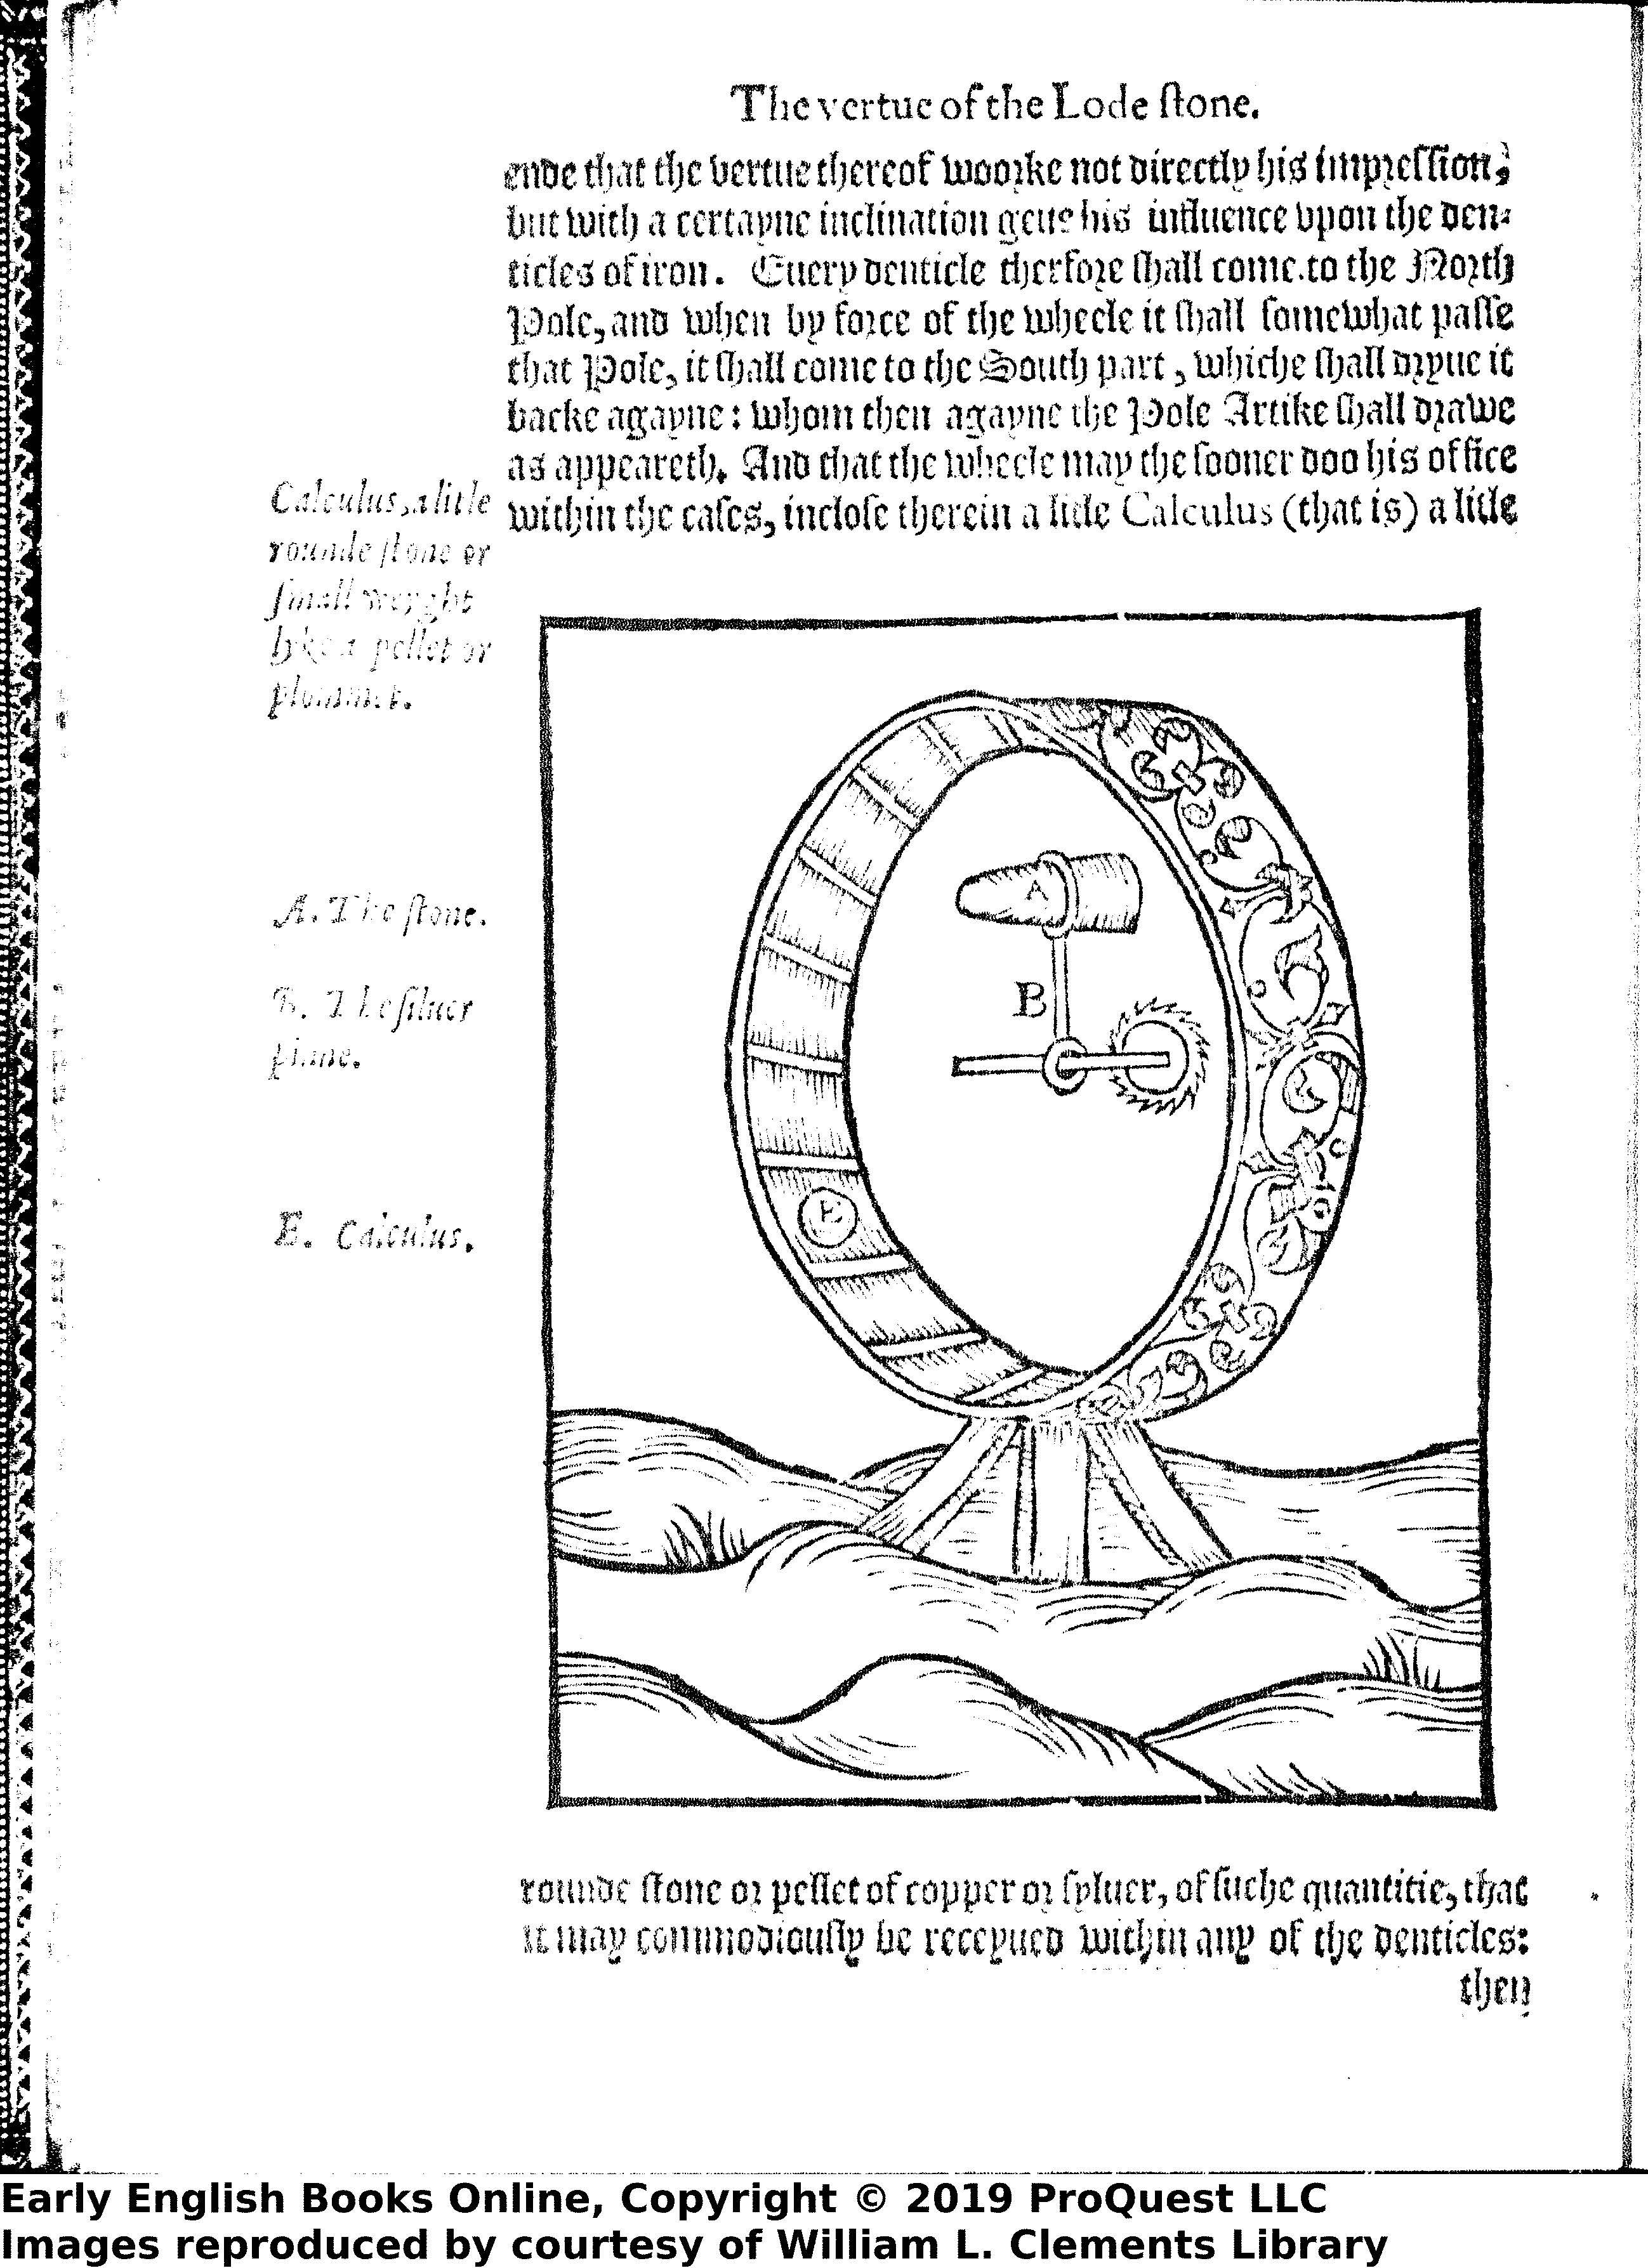 The vertue of the Lode ſtone.
ende that the vertue thereof woorke not directly his impreſſion,
but with a certayne inclination geue his influence vpon the den-
ticles of iron. Euery denticle therfore ſhall come.to the North
Pole, and when by force of the wheele it ſhall ſomewhat paſſe
that Pole, it ſhall come to the South part, whiche ſhall dryue it
backe agayne: whom then agayne the Pole Artike ſhall drawe
as appeareth. And that the wheele may the ſooner doo his office
within the caſes, incloſe therein a litle Calculus (that is) a litle
Calculus, a litle
rounde ſtone or
ſmall weyght
lyke a pellet or
plommet.
A. The ſtone.
B. The ſiluer
pinne.
E. Calculus.
A
B
E
rounde ſtone or pellet of copper or ſyluer, of ſuche quantitie, that
it may commodiouſly be receyued within any of the denticles:
then
Early English Books Online, Copyright © 2019 ProQuest LLC
Images reproduced by courtesy of William L. Clements Library